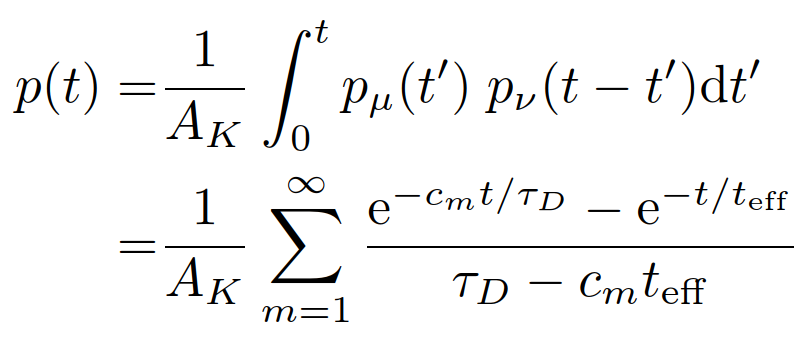 p(t) = \frac{1}{A_K} \int_0^t p_\mu(t') \, p_\nu(t - t') \mathrm{d}t'
= \frac{1}{A_K} \sum_{m=1}^{\infty} \frac{\mathrm{e}^{-c_m t/\tau_D} - \mathrm{e}^{-t/t_{\mathrm{eff}}}}{\tau_D - c_m t_{\mathrm{eff}}}